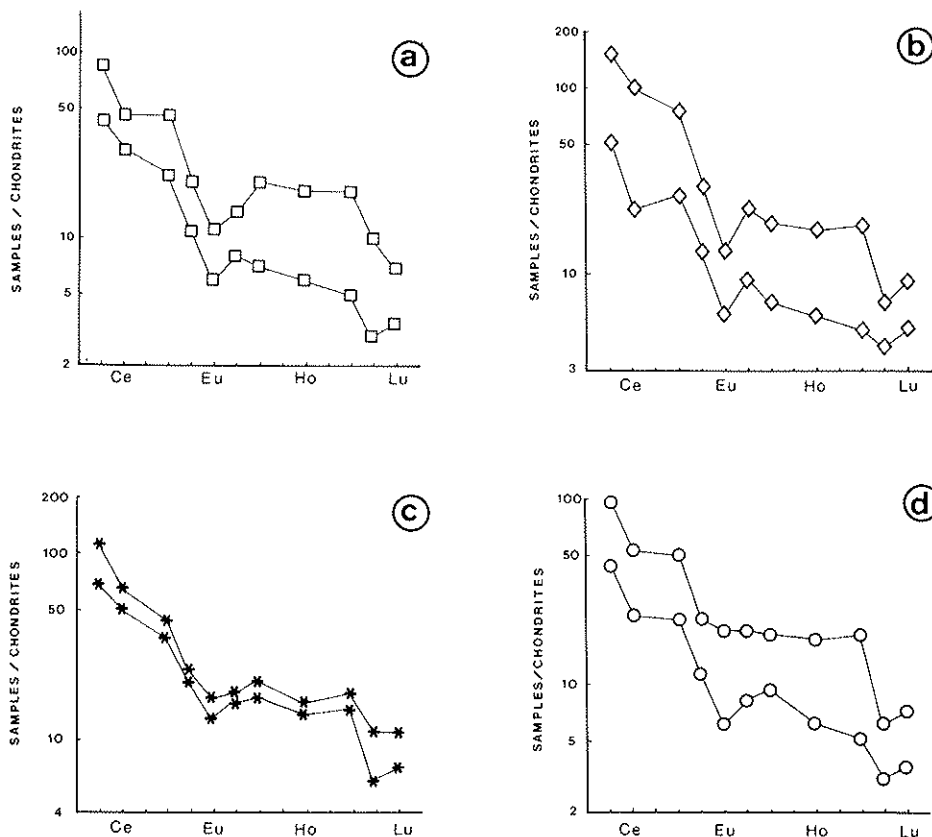 a
SAMPLES / CHONDRITES
100
50
10
5
2
Ce Eu Ho Lu
b
SAMPLES / CHONDRITES
200
100
50
10
3
Ce Eu Ho Lu
c
SAMPLES / CHONDRITES
200
100
50
10
4
Ce Eu Ho Lu
d
SAMPLES/CHONDRITES
100
50
10
5
2
Ce Eu Ho Lu